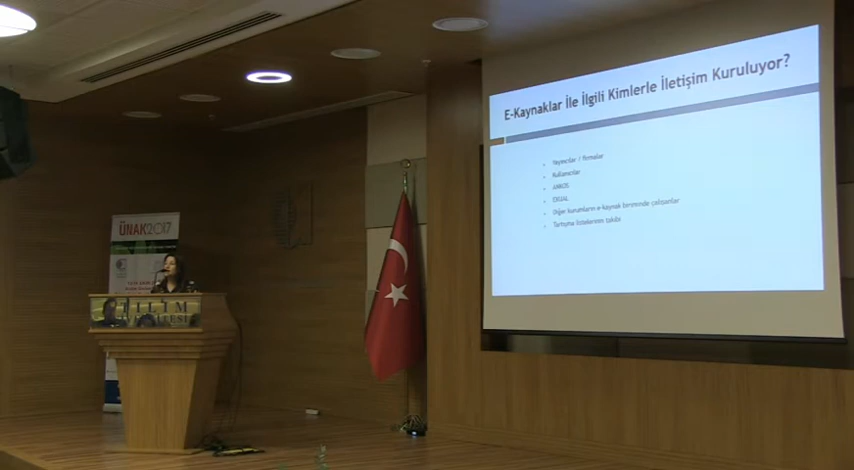 E-Kaynaklar İle İlgili Kimlerle İletişim Kuruluyor?
Yayıncılar / firmalar
Kullanıcılar
ANKOS
EKUAL
Diğer kurumların e-kaynak biriminde çalışanlar
Tartışma listelerinin takibi
ÜNAK2017